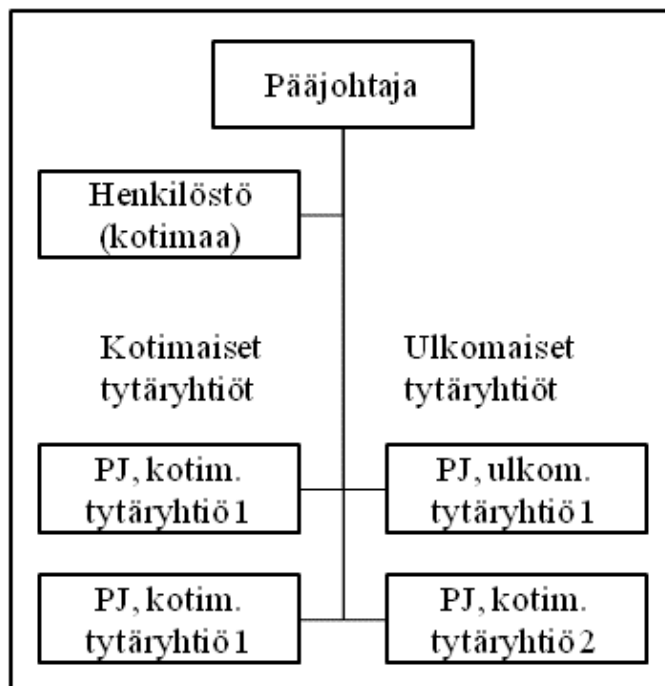 Pääjohtaja
Henkilöstö
(kotimaa)
Kotimaiset
tytäryhtiöt
Ulkomaiset
tytäryhtiöt
PJ, kotim.
tytäryhtiö 1
PJ, ulkom.
tytäryhtiö 1
PJ, kotim.
tytäryhtiö 1
PJ, kotim.
tytäryhtiö 2